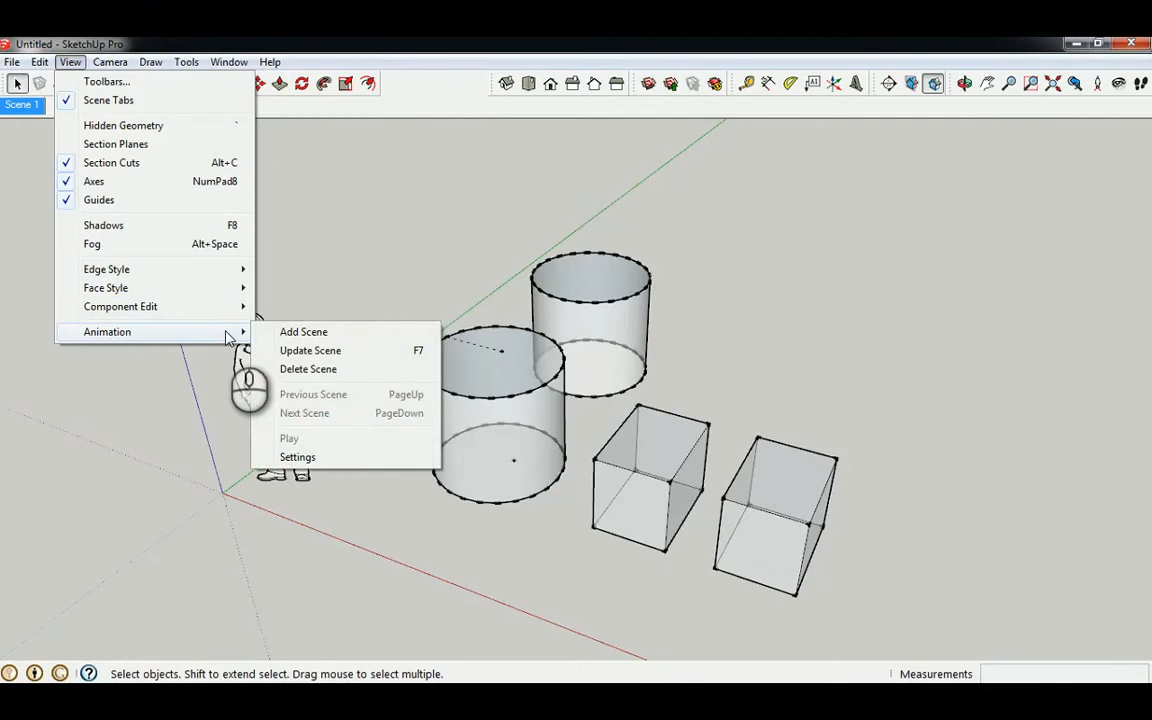 Untitled - SketchUp Pro
File Edit View Camera Draw Tools Window Help
Scene 1
Toolbars...
Scene Tabs
Hidden Geometry `
Section Planes
Section Cuts Alt+C
Axes NumPad8
Guides
Shadows F8
Fog Alt+Space
Edge Style
Face Style
Component Edit
Animation
Add Scene
Update Scene F7
Delete Scene
Previous Scene PageUp
Next Scene PageDown
Play
Settings
Select objects. Shift to extend select. Drag mouse to select multiple.
Measurements